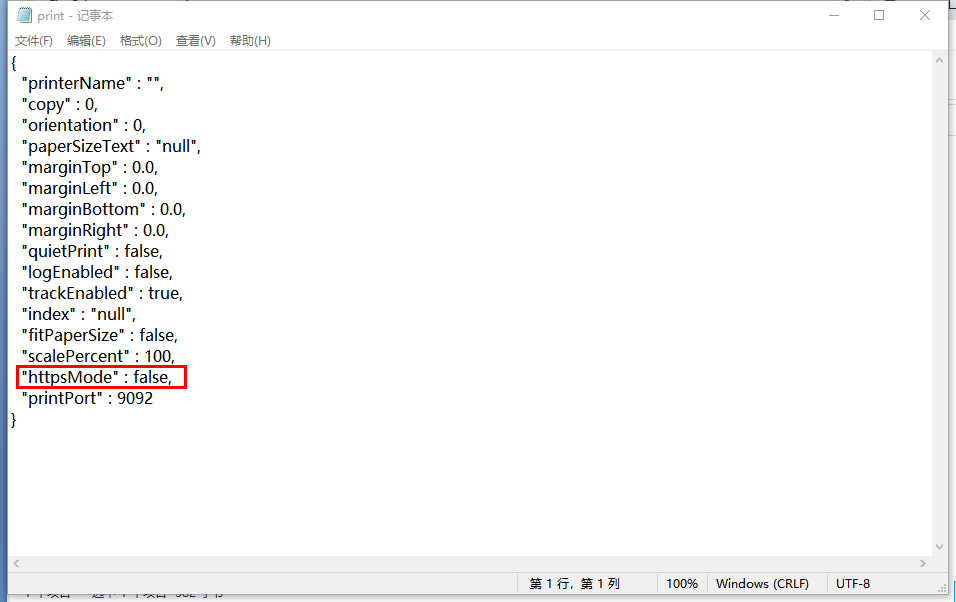 print - 记事本
文件(F) 编辑(E) 格式(O) 查看(V) 帮助(H)
{
"printerName" : "",
"copy" : 0,
"orientation" : 0,
"paperSizeText" : "null",
"marginTop" : 0.0,
"marginLeft" : 0.0,
"marginBottom" : 0.0,
"marginRight" : 0.0,
"quietPrint" : false,
"logEnabled" : false,
"trackEnabled" : true,
"index" : "null",
"fitPaperSize" : false,
"scalePercent" : 100,
"httpsMode" : false,
"printPort" : 9092
}
第 1 行，第 1 列 100% Windows (CRLF) UTF-8